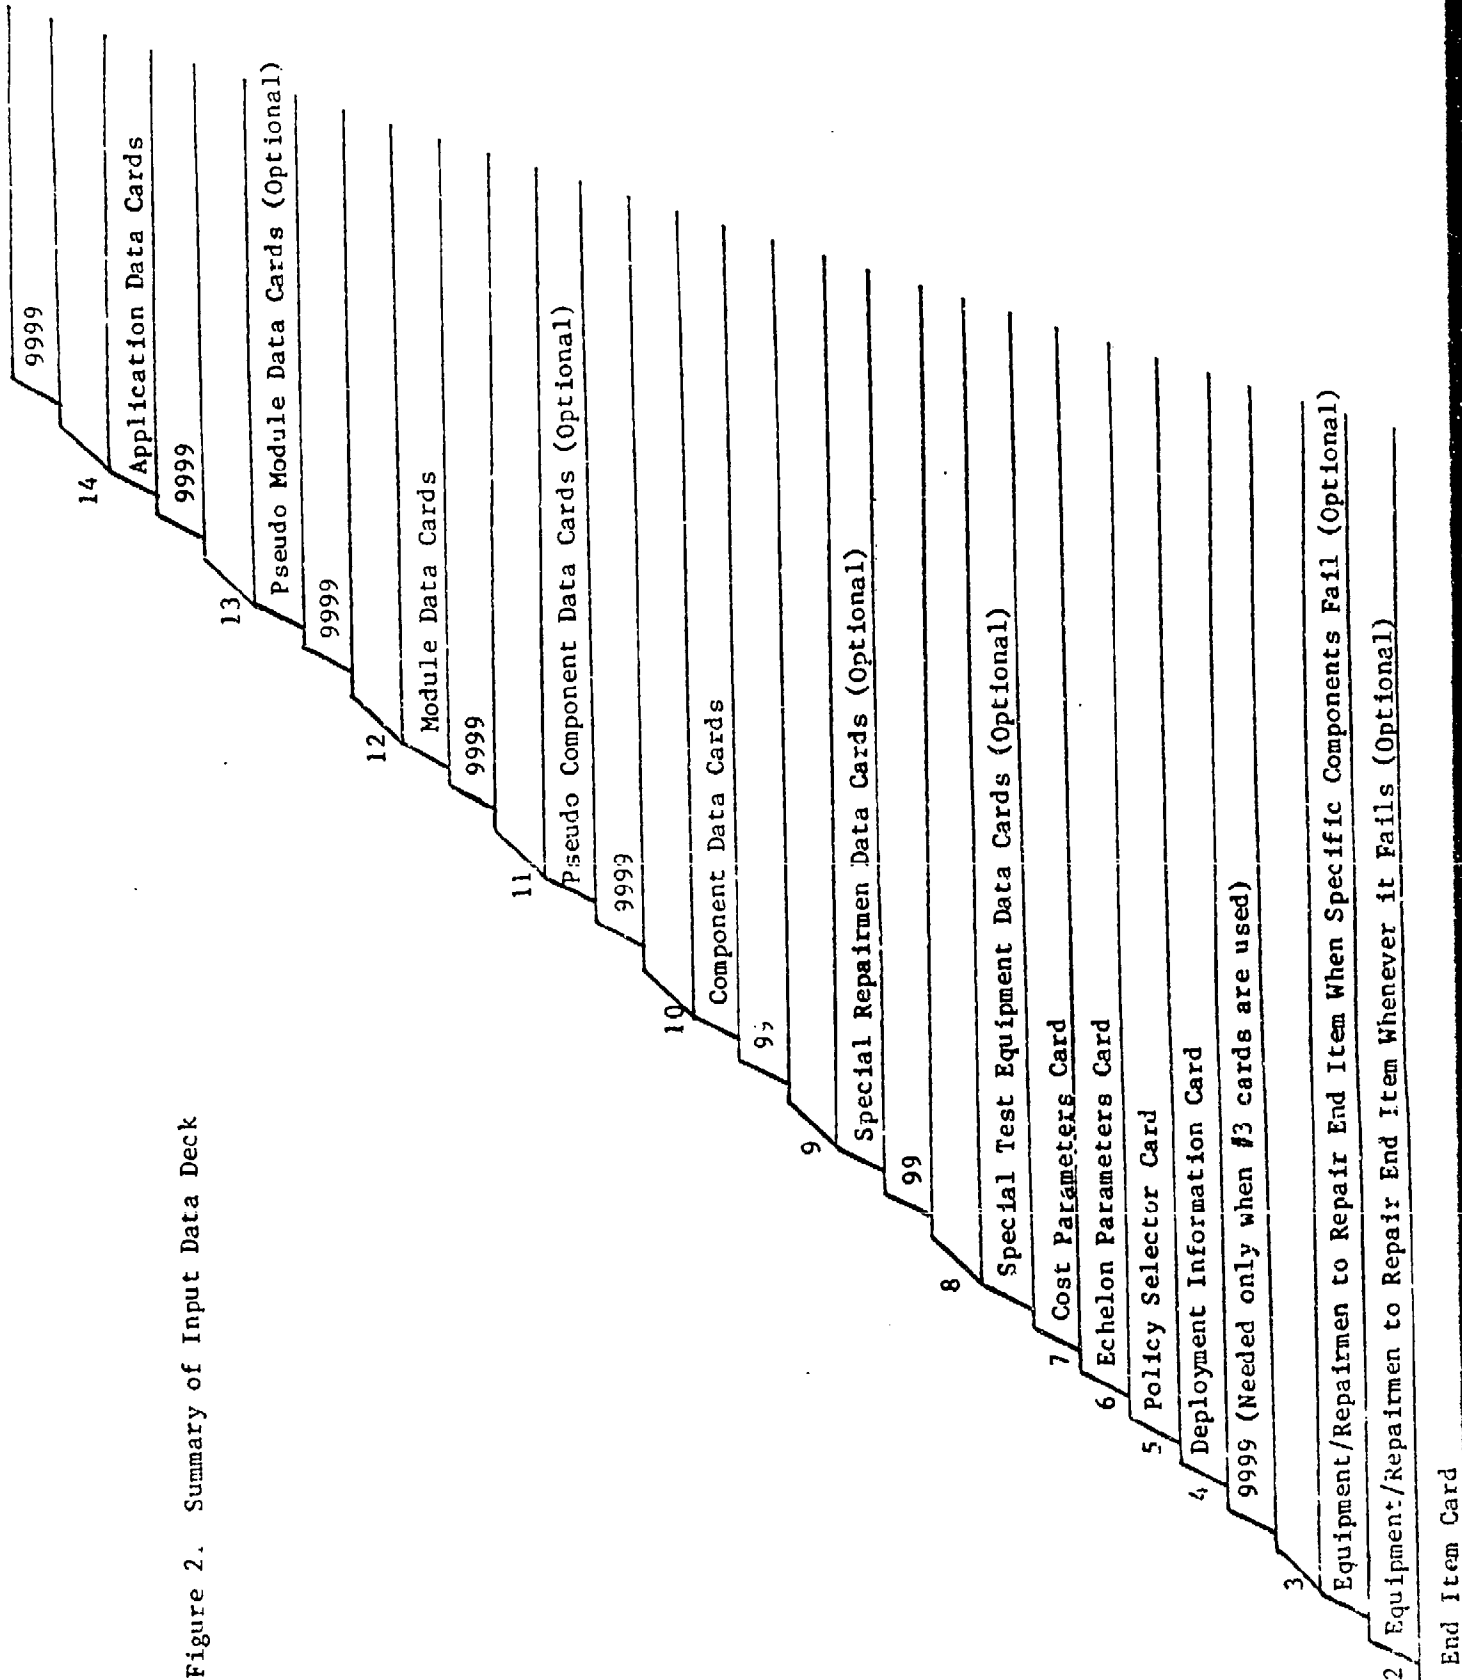 Figure 2. Summary of Input Data Deck
9999
14
Application Data Cards
9999
13
Pseudo Module Data Cards (Optional)
9999
12
Module Data Cards
9999
11
Pseudo Component Data Cards (Optional)
9999
10
Component Data Cards
99
9
Special Repairmen Data Cards (Optional)
99
8
Special Test Equipment Data Cards (Optional)
7 Cost Parameters Card
6 Echelon Parameters Card
5 Policy Selector Card
4 Deployment Information Card
9999 (Needed only when #3 cards are used)
3
Equipment/Repairmen to Repair End Item When Specific Components Fail (Optional)
2 Equipment/Repairmen to Repair End Item Whenever it Fails (Optional)
End Item Card